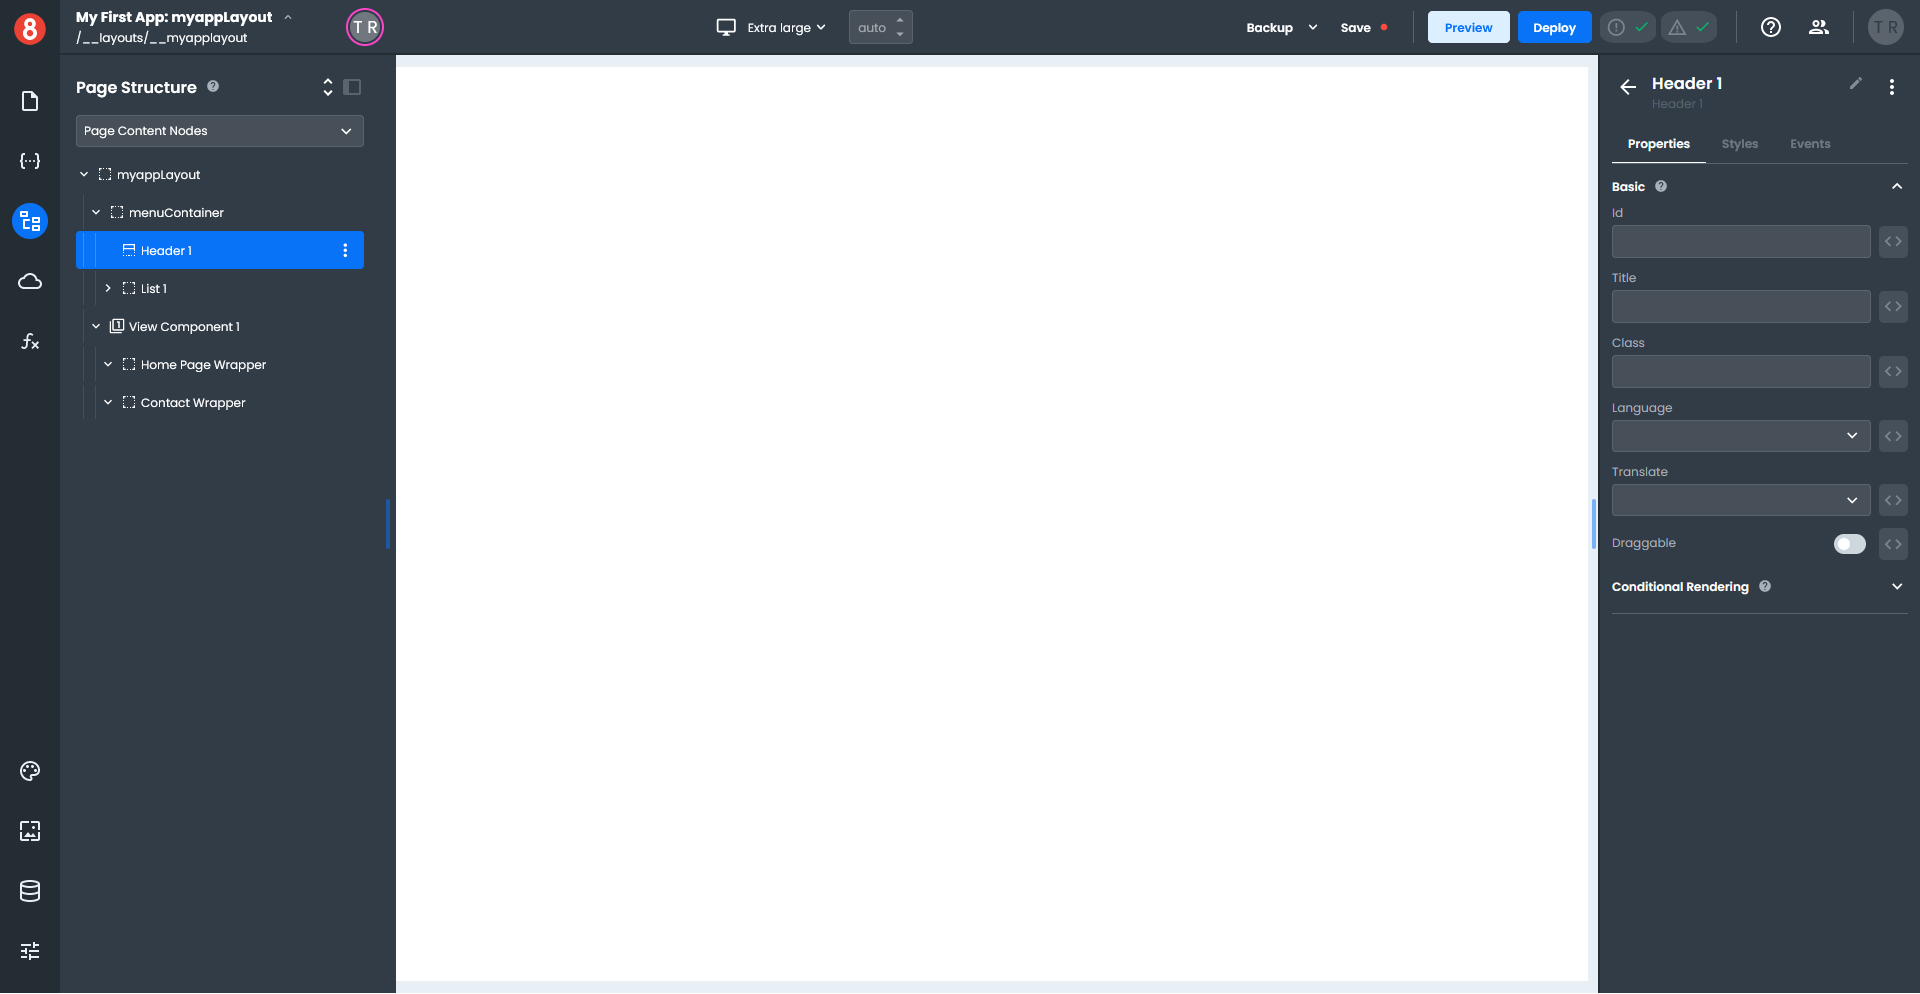 8
My First App: myappLayout
/__layouts/__myapplayout
T R
Extra large
auto
Backup
Save
Preview
Deploy
T R
Page Structure
Page Content Nodes
myappLayout
menuContainer
Header 1
List 1
1
View Component 1
Home Page Wrapper
Contact Wrapper
Header 1
Header 1
Properties
Styles
Events
Basic
Id
Title
Class
Language
Translate
Draggable
Conditional Rendering